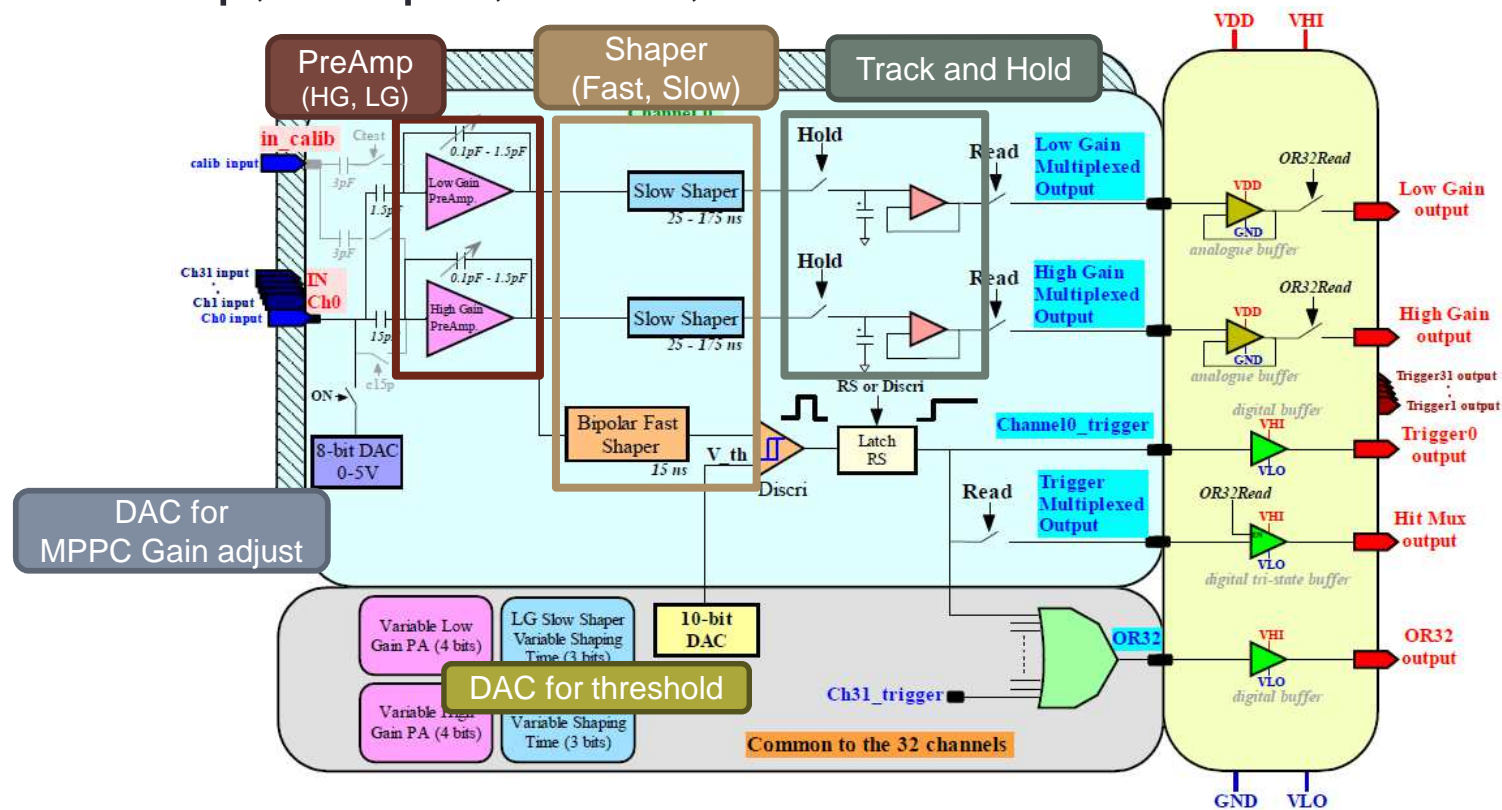 VDD VHI
PreAmp
(HG, LG)
Shaper
(Fast, Slow)
Track and Hold
in_calib
calib input
Ctest
3pF
1.5pF
3pF
0.1pF - 1.5pF
Low Gain
PreAmp.
Slow Shaper
25 - 175 ns
Hold
Read
Low Gain
Multiplexed
Output
VDD
GND
analogue buffer
OR32Read
Low Gain
output
Ch31 input
Ch1 input
Ch0 input
IN
Ch0
15pF
0.1pF - 1.5pF
High Gain
PreAmp.
Slow Shaper
25 - 175 ns
Hold
Read
High Gain
Multiplexed
Output
VDD
GND
analogue buffer
OR32Read
High Gain
output
ON
c15p
8-bit DAC
0-5V
Bipolar Fast
Shaper
15 ns
V_th
Discri
RS or Discri
Latch
RS
Channel0_trigger
digital buffer
VHI
VLO
Trigger31 output
Trigger1 output
Trigger0
output
DAC for
MPPC Gain adjust
Read
Trigger
Multiplexed
Output
OR32Read
VHI
VLO
digital tri-state buffer
Hit Mux
output
Variable Low
Gain PA (4 bits)
LG Slow Shaper
Variable Shaping
Time (3 bits)
10-bit
DAC
DAC for threshold
Variable High
Gain PA (4 bits)
Variable Shaping
Time (3 bits)
Ch31_trigger
OR32
VHI
VLO
digital buffer
OR32
output
Common to the 32 channels
GND VLO